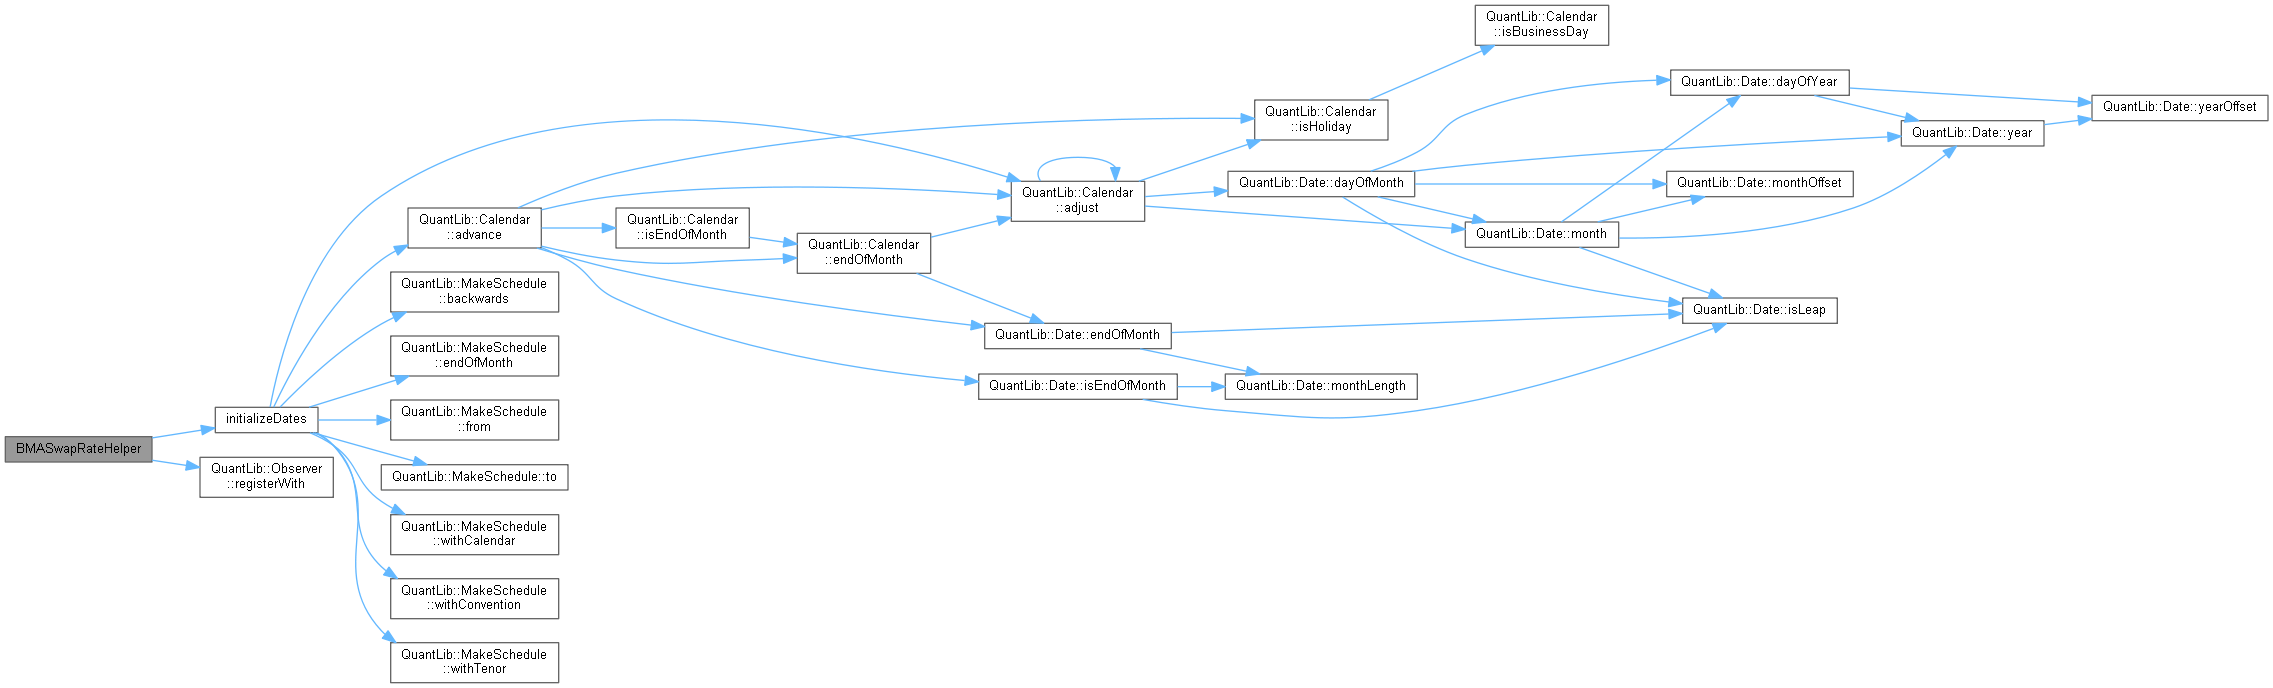 BMASwapRateHelper
initializeDates
QuantLib::Observer
::registerWith
QuantLib::Calendar
::advance
QuantLib::MakeSchedule
::backwards
QuantLib::MakeSchedule
::endOfMonth
QuantLib::MakeSchedule
::from
QuantLib::MakeSchedule::to
QuantLib::MakeSchedule
::withCalendar
QuantLib::MakeSchedule
::withConvention
QuantLib::MakeSchedule
::withTenor
QuantLib::Calendar
::isEndOfMonth
QuantLib::Calendar
::endOfMonth
QuantLib::Calendar
::adjust
QuantLib::Date::endOfMonth
QuantLib::Date::isEndOfMonth
QuantLib::Calendar
::isHoliday
QuantLib::Date::dayOfMonth
QuantLib::Date::monthLength
QuantLib::Calendar
::isBusinessDay
QuantLib::Date::month
QuantLib::Date::dayOfYear
QuantLib::Date::monthOffset
QuantLib::Date::isLeap
QuantLib::Date::year
QuantLib::Date::yearOffset